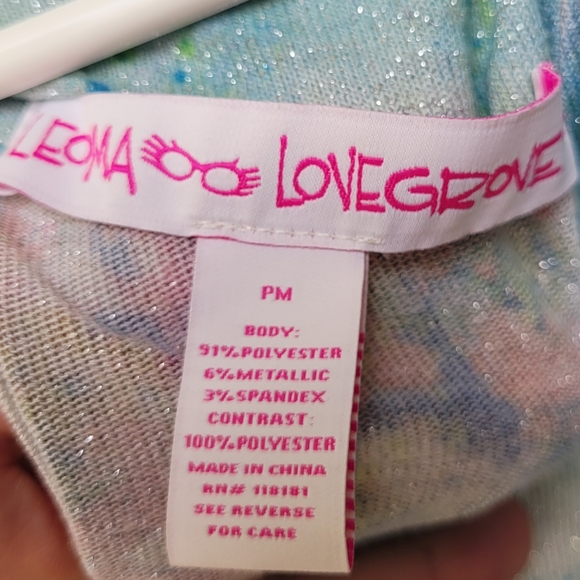 LEOMA LOVEGROVE
PM
BODY:
91%POLYESTER
6%METALLIC
3%SPANDEX
CONTRAST:
100%POLYESTER
MADE IN CHINA
RN# 118181
SEE REVERSE
FOR CARE